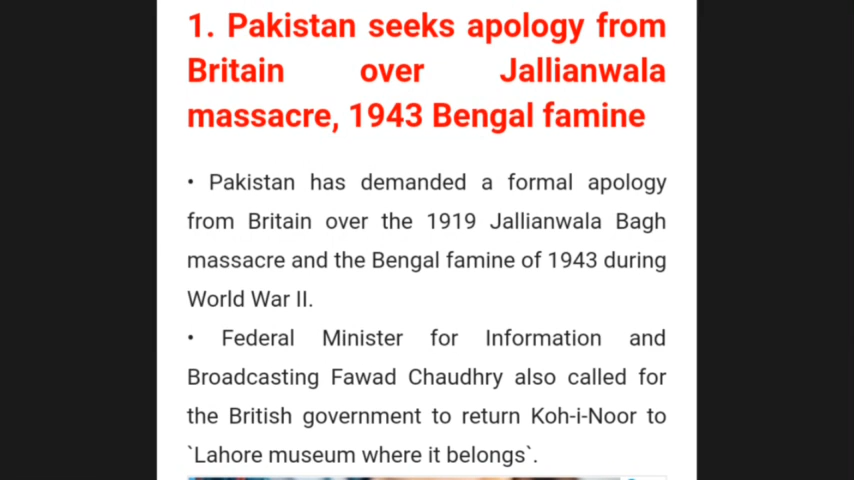 1. Pakistan seeks apology from
Britain over Jallianwala
massacre, 1943 Bengal famine
• Pakistan has demanded a formal apology
from Britain over the 1919 Jallianwala Bagh
massacre and the Bengal famine of 1943 during
World War II.
• Federal Minister for Information and
Broadcasting Fawad Chaudhry also called for
the British government to return Koh-i-Noor to
`Lahore museum where it belongs`.